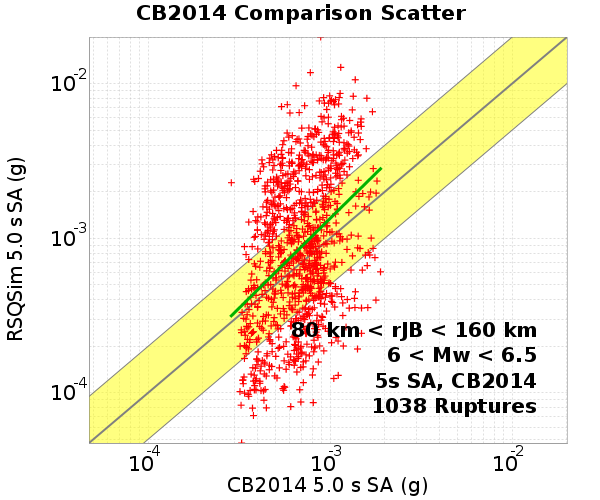 CB2014 Comparison Scatter
RSQSim 5.0 s SA (g)
10-2
10-3
10-4
80 km < rJB < 160 km
6 < Mw < 6.5
5s SA, CB2014
1038 Ruptures
10-4 10-3 10-2
CB2014 5.0 s SA (g)